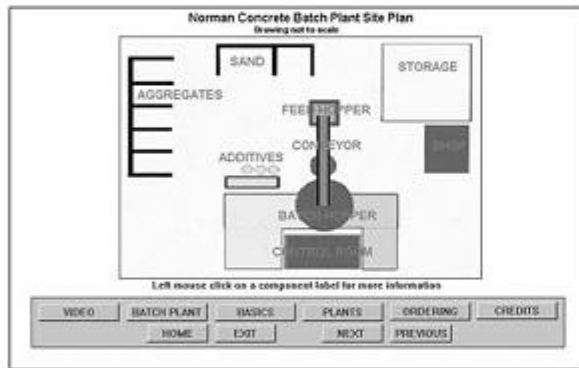 Norman Concrete Batch Plant Site Plan
Drawing not to scale
SAND
STORAGE
AGGREGATES
FEED HOPPER
CONVEYOR
SHOP
ADDITIVES
BATCH HOPPER
CONTROL ROOM
Left mouse click on a component label for more information
VIDEO BATCH PLANT BASICS PLANTS ORDERING CREDITS
HOME EXIT NEXT PREVIOUS